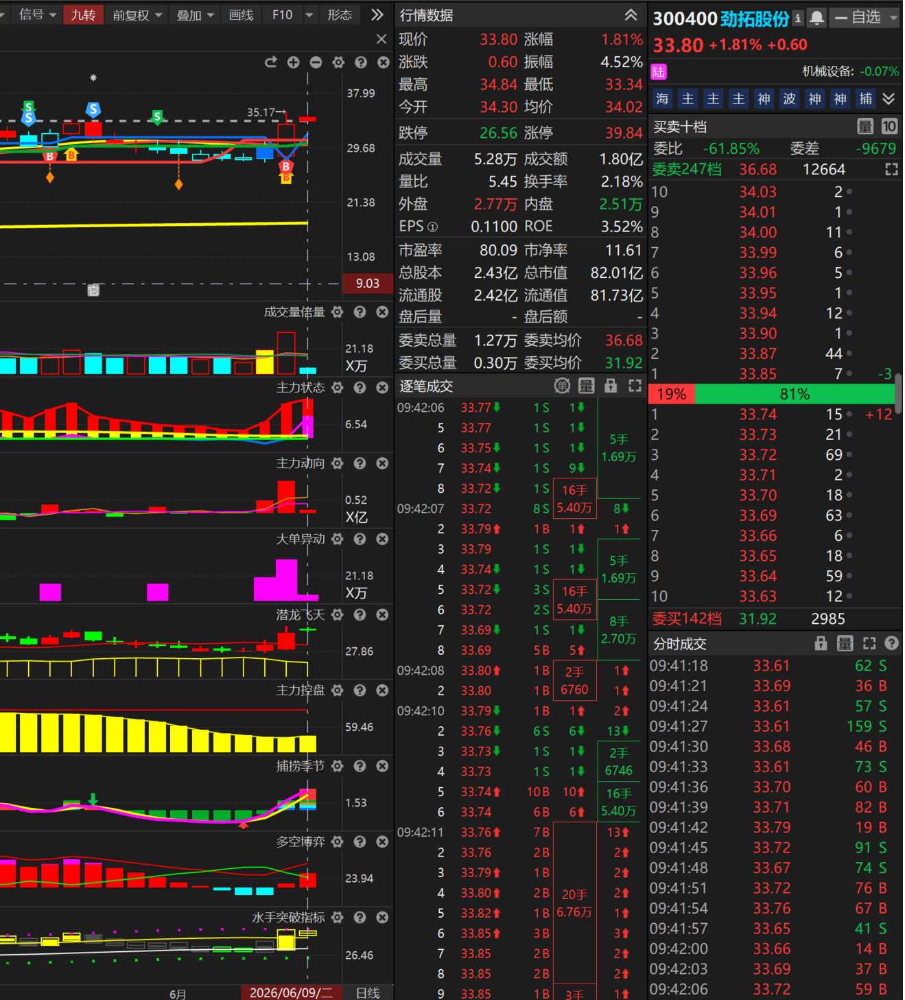 信号 九转 前复权 叠加 画线 F10 形态
37.99
35.17→
29.68
21.38
13.08
9.03
S
S
S
S
B
B
B
B
成交量倍量
21.18
X万
主力状态
6.54
主力动向
0.52
X亿
大单异动
21.18
X万
潜龙飞天
27.86
主力控盘
59.46
捕捞季节
1.53
多空博弈
23.94
水手突破指标
26.46
6月 2026/06/09/二 日线
行情数据
现价 33.80 涨幅 1.81%
涨跌 0.60 振幅 4.52%
最高 34.84 最低 33.34
今开 34.30 均价 34.02
跌停 26.56 涨停 39.84
成交量 5.28万 成交额 1.80亿
量比 5.45 换手率 2.18%
外盘 2.77万 内盘 2.51万
EPS ① 0.1100 ROE 3.52%
市盈率 80.09 市净率 11.61
总股本 2.43亿 总市值 82.01亿
流通股 2.42亿 流通值 81.73亿
盘后量 - 盘后额 -
委卖总量 1.27万 委卖均价 36.68
委买总量 0.30万 委买均价 31.92
逐笔成交 单 量
09:42:06 33.77 1 S 1
5 33.77 1 S 1
6 33.75 1 S 1
7 33.74 1 S 9
8 33.72 1 S
09:42:07 33.72 8 S 8
2 33.79 1 B 1 1
3 33.79 1 S 1
4 33.74 1 S 1
5 33.72 3 S
6 33.72 2 S
7 33.69 1 S 1
8 33.69 5 B 5
09:42:08 33.80 1 B 1
2 33.80 1 B 1
09:42:10 33.79 1 B 1 2
2 33.76 6 S 6 13
3 33.73 1 S 1
4 33.73 1 S 1
5 33.74 10 B 10
6 33.74 6 B 6
09:42:11 33.76 7 B 13
2 33.76 2 B 2
3 33.79 1 B 2
4 33.80 2 B 2
5 33.82 1 B 1
6 33.85 3 B 3
7 33.85 2 B 2
8 33.85 2 B 2
9 33.85 1 B 1
16手
5.40万
16手
5.40万
2手
6760
20手
6.76万
3手
5手
1.69万
5手
1.69万
8手
2.70万
2手
6746
16手
5.40万
300400 劲拓股份 自选
33.80 +1.81% +0.60
陆 机械设备: -0.07%
海 主 主 主 神 波 神 神 捕
买卖十档 量 10
委比 -61.85% 委差 -9679
委卖247档 36.68 12664
10 34.03 2
9 34.01 1
8 34.00 11
7 33.99 6
6 33.96 5
5 33.95 1
4 33.94 12
3 33.90 1
2 33.87 44
1 33.85 7 -3
19% 81%
1 33.74 15 +12
2 33.73 21
3 33.72 69
4 33.71 2
5 33.70 18
6 33.69 63
7 33.66 6
8 33.65 18
9 33.64 59
10 33.63 12
委买142档 31.92 2985
分时成交 量
09:41:18 33.61 62 S
09:41:21 33.69 36 B
09:41:24 33.61 57 S
09:41:27 33.61 159 S
09:41:30 33.68 46 B
09:41:33 33.61 73 S
09:41:36 33.70 60 B
09:41:39 33.71 82 B
09:41:42 33.79 19 B
09:41:45 33.72 91 S
09:41:48 33.67 74 S
09:41:51 33.72 76 B
09:41:54 33.76 67 B
09:41:57 33.65 41 S
09:42:00 33.66 14 B
09:42:03 33.69 37 B
09:42:06 33.72 59 B